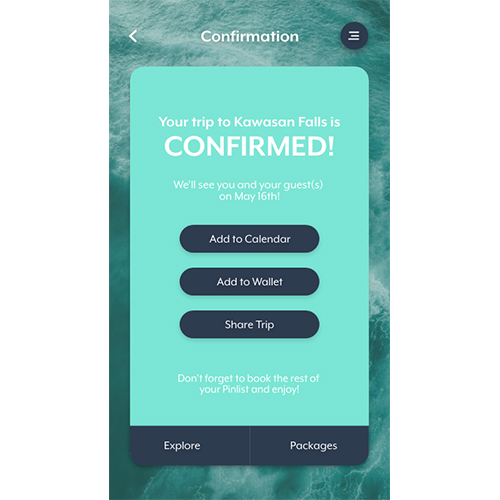 Confirmation
Your trip to Kawasan Falls is
CONFIRMED!
We'll see you and your guest(s)
on May 16th!
Add to Calendar
Add to Wallet
Share Trip
Don't forget to book the rest of
your Pinlist and enjoy!
Explore
Packages